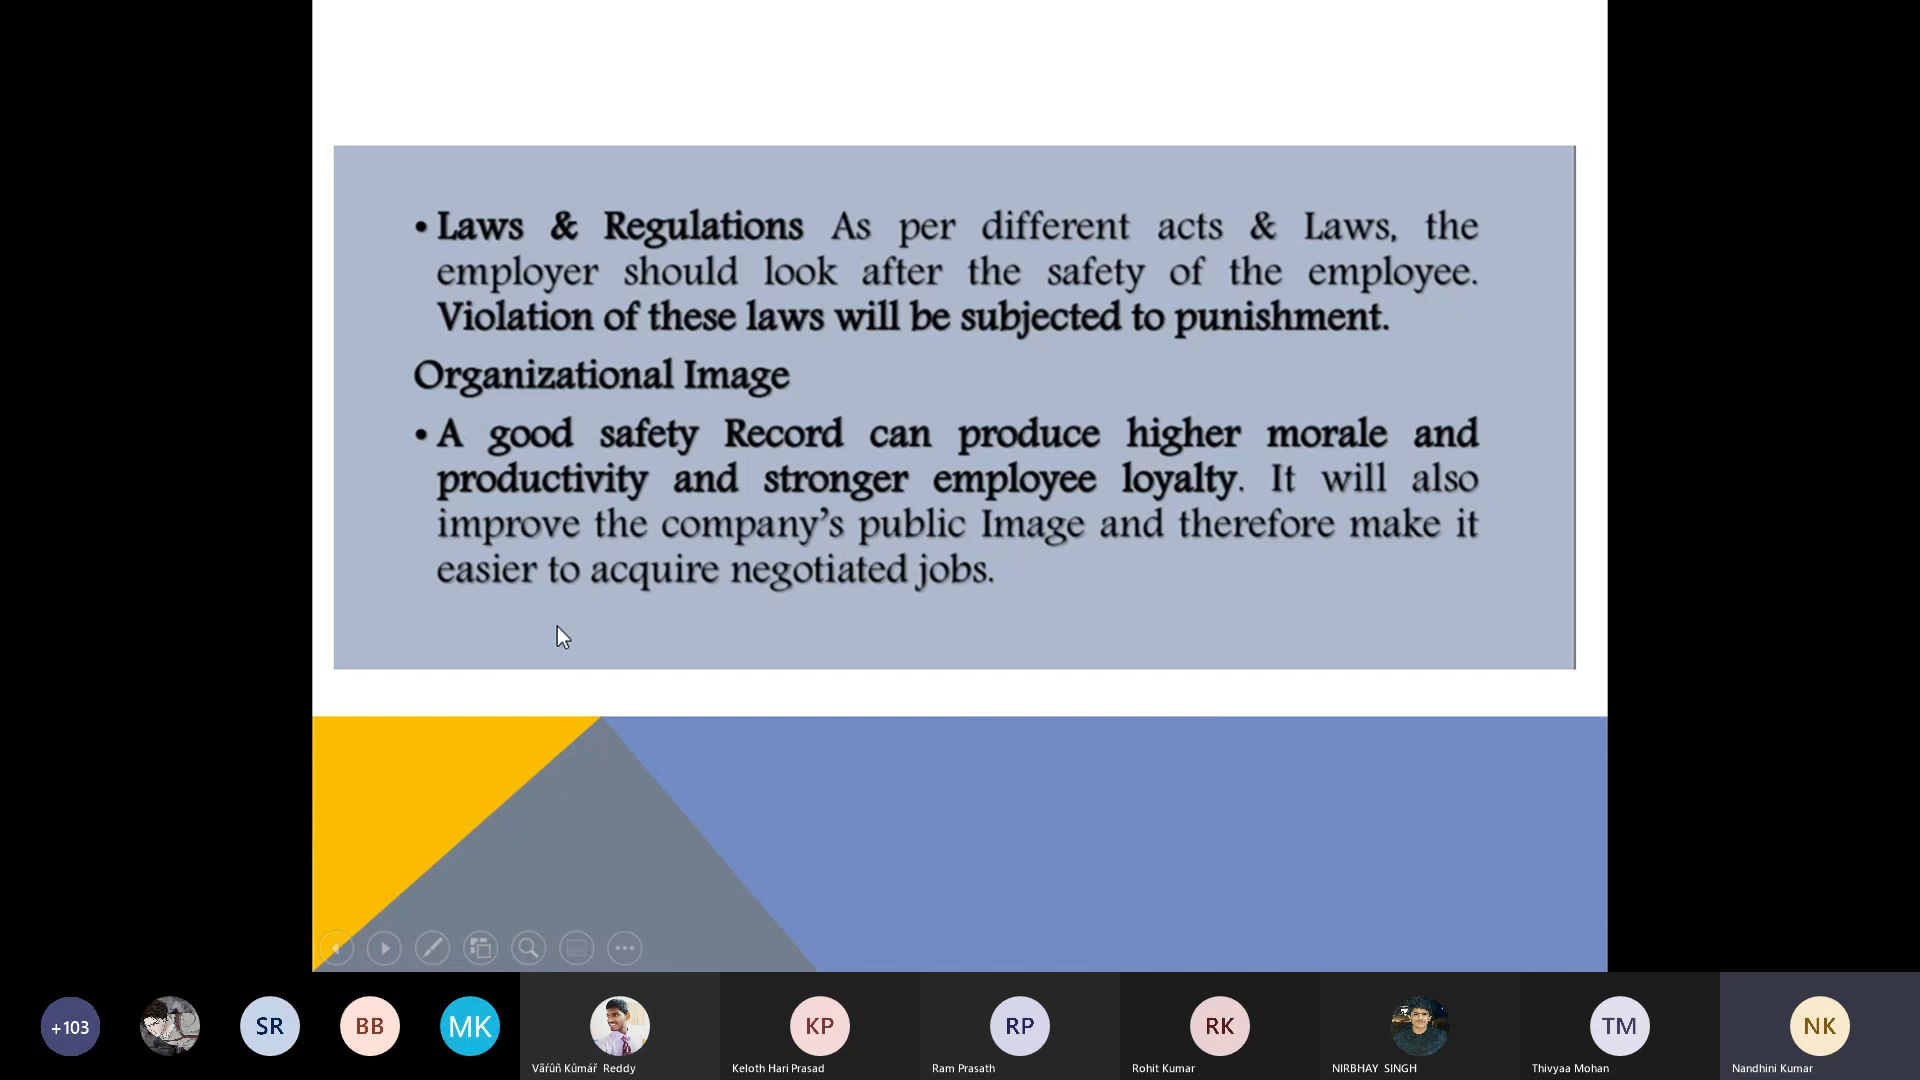 • Laws & Regulations As per different acts & Laws, the
employer should look after the safety of the employee.
Violation of these laws will be subjected to punishment.
Organizational Image
• A good safety Record can produce higher morale and
productivity and stronger employee loyalty. It will also
improve the company’s public Image and therefore make it
easier to acquire negotiated jobs.
+103
SR
BB
MK
KP
RP
RK
TM
NK
Vãŕûñ Kûmář Reddy
Keloth Hari Prasad
Ram Prasath
Rohit Kumar
NIRBHAY SINGH
Thivyaa Mohan
Nandhini Kumar